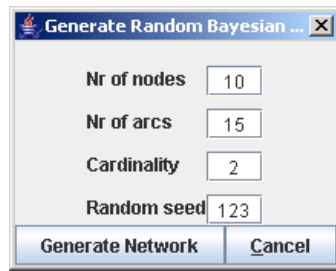 Generate Random Bayesian ...
Nr of nodes 10
Nr of arcs 15
Cardinality 2
Random seed 123
Generate Network Cancel